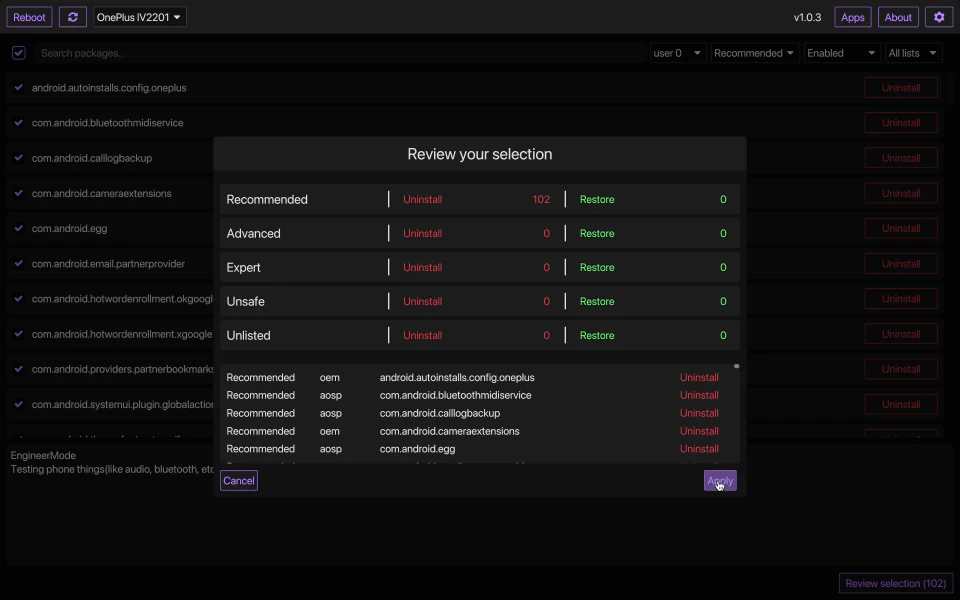 Reboot OnePlus IV2201 v1.0.3 Apps About
Search packages... user 0 Recommended Enabled All lists
android.autoinstalls.config.oneplus Uninstall
com.android.bluetoothmidiservice Uninstall
com.android.calllogbackup Uninstall
com.android.cameraextensions Uninstall
com.android.egg Uninstall
com.android.email.partnerprovider Uninstall
com.android.hotwordenrollment.okgoogl Uninstall
com.android.hotwordenrollment.xgoogle Uninstall
com.android.providers.partnerbookmarks Uninstall
com.android.systemui.plugin.globalaction Uninstall
EngineerMode
Testing phone things(like audio, bluetooth, etc
Review your selection
Recommended Uninstall 102 Restore 0
Advanced Uninstall 0 Restore 0
Expert Uninstall 0 Restore 0
Unsafe Uninstall 0 Restore 0
Unlisted Uninstall 0 Restore 0
Recommended oem android.autoinstalls.config.oneplus Uninstall
Recommended aosp com.android.bluetoothmidiservice Uninstall
Recommended aosp com.android.calllogbackup Uninstall
Recommended oem com.android.cameraextensions Uninstall
Recommended aosp com.android.egg Uninstall
Cancel Apply
Review selection (102)